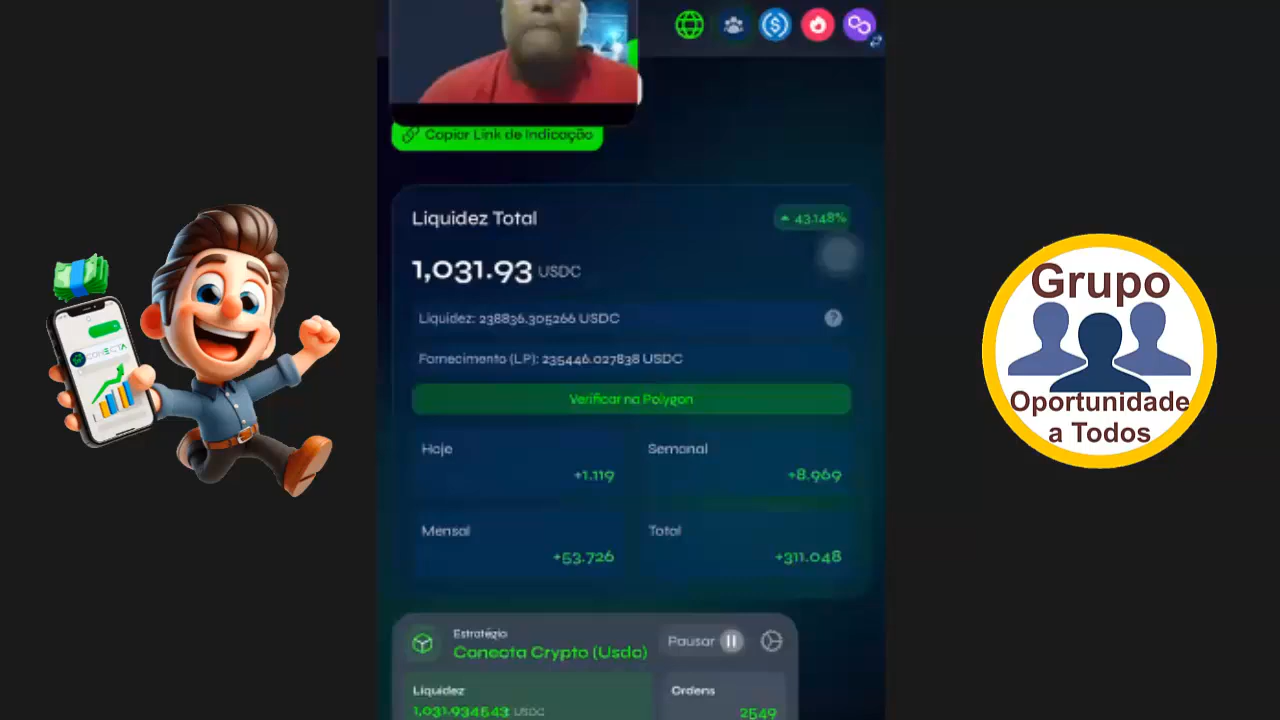 Copiar Link de Indicação
Liquidez Total
43.148%
1,031.93 USDC
Liquidez: 238836.305266 USDC
?
Fornecimento (LP): 235446.027838 USDC
Verificar na Polygon
Hoje
+1.119
Semanal
+8.969
Mensal
+53.726
Total
+311.048
Estratégia
Conecta Crypto (Usdc)
Pausar
Liquidez
1,031.934543 USDC
Ordens
2549
CONECTA
Grupo
Oportunidade
a Todos